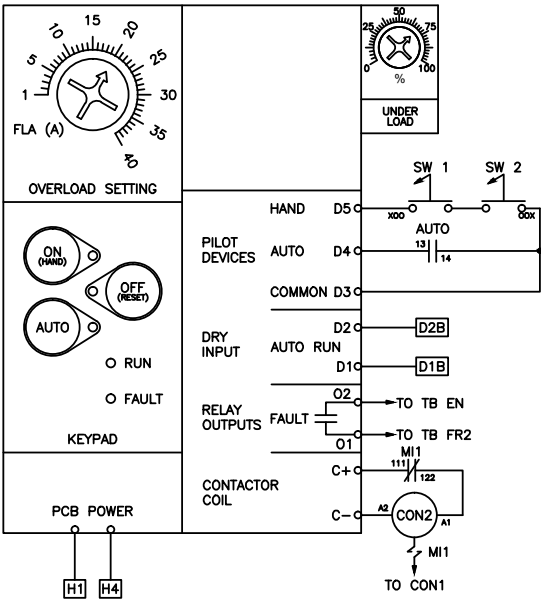 15
10
20
5
25
1
30
FLA (A)
35
40
OVERLOAD SETTING
50
25
75
0
100
%
UNDER
LOAD
ON
(HAND)
OFF
(RESET)
AUTO
RUN
FAULT
KEYPAD
PCB POWER
H1
H4
SW 1
SW 2
HAND
D5
XOO
OOX
PILOT
DEVICES
AUTO
D4
AUTO
13
14
COMMON
D3
DRY
INPUT
AUTO RUN
D2
D2B
D1
D1B
RELAY
OUTPUTS
FAULT
O2
TO TB EN
O1
TO TB FR2
CONTACTOR
COIL
C+
MI1
111
122
C-
A2
CON2
A1
MI1
TO CON1